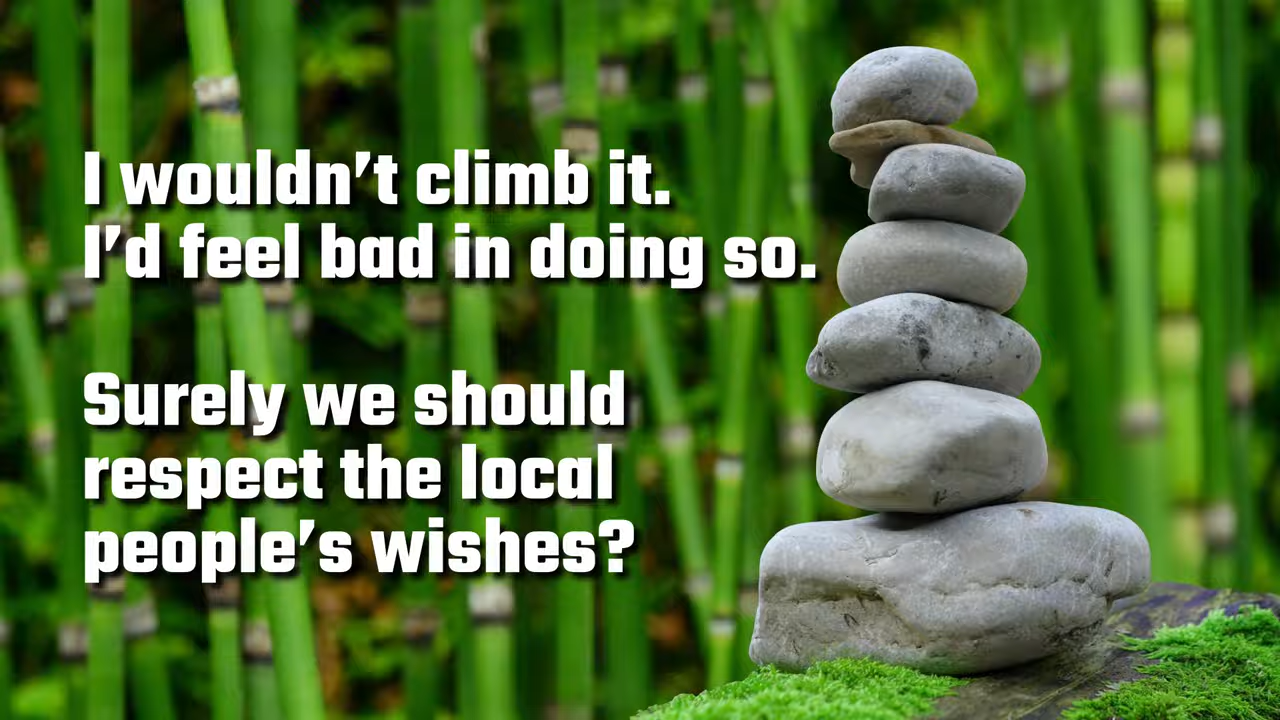 I wouldn’t climb it.
I’d feel bad in doing so.
Surely we should
respect the local
people’s wishes?